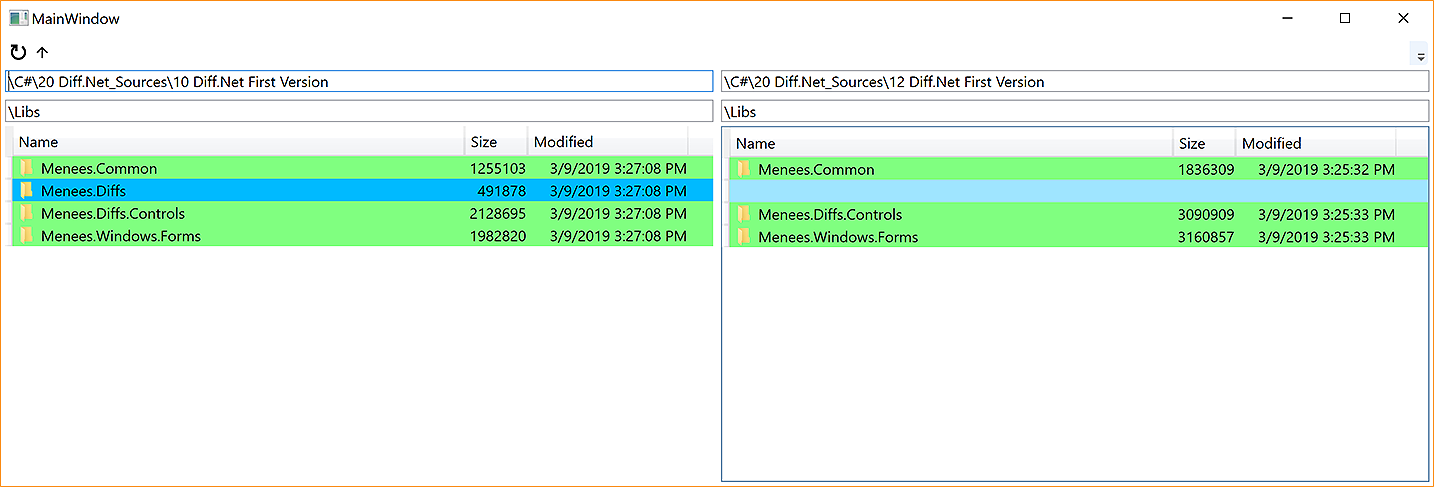 MainWindow
\C#\20 Diff.Net_Sources\10 Diff.Net First Version
\Libs
Name Size Modified
Menees.Common 1255103 3/9/2019 3:27:08 PM
Menees.Diffs 491878 3/9/2019 3:27:08 PM
Menees.Diffs.Controls 2128695 3/9/2019 3:27:08 PM
Menees.Windows.Forms 1982820 3/9/2019 3:27:08 PM
\C#\20 Diff.Net_Sources\12 Diff.Net First Version
\Libs
Name Size Modified
Menees.Common 1836309 3/9/2019 3:25:32 PM
Menees.Diffs.Controls 3090909 3/9/2019 3:25:33 PM
Menees.Windows.Forms 3160857 3/9/2019 3:25:33 PM